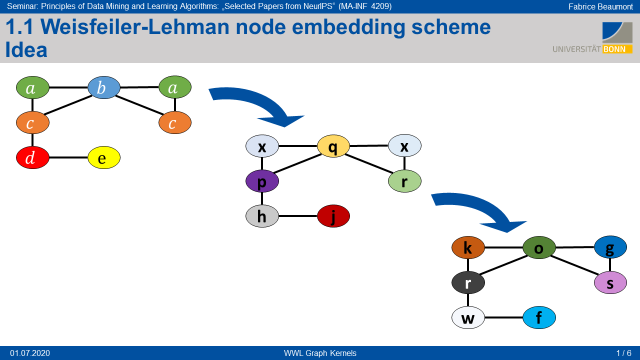 Seminar: Principles of Data Mining and Learning Algorithms: „Selected Papers from NeurIPS“ (MA-INF 4209) Fabrice Beaumont
1.1 Weisfeiler-Lehman node embedding scheme
Idea
UNIVERSITÄT BONN
a b a
c c
d e
x q x
p r
h j
k o g
r s
w f
01.07.2020 WWL Graph Kernels 1 / 6